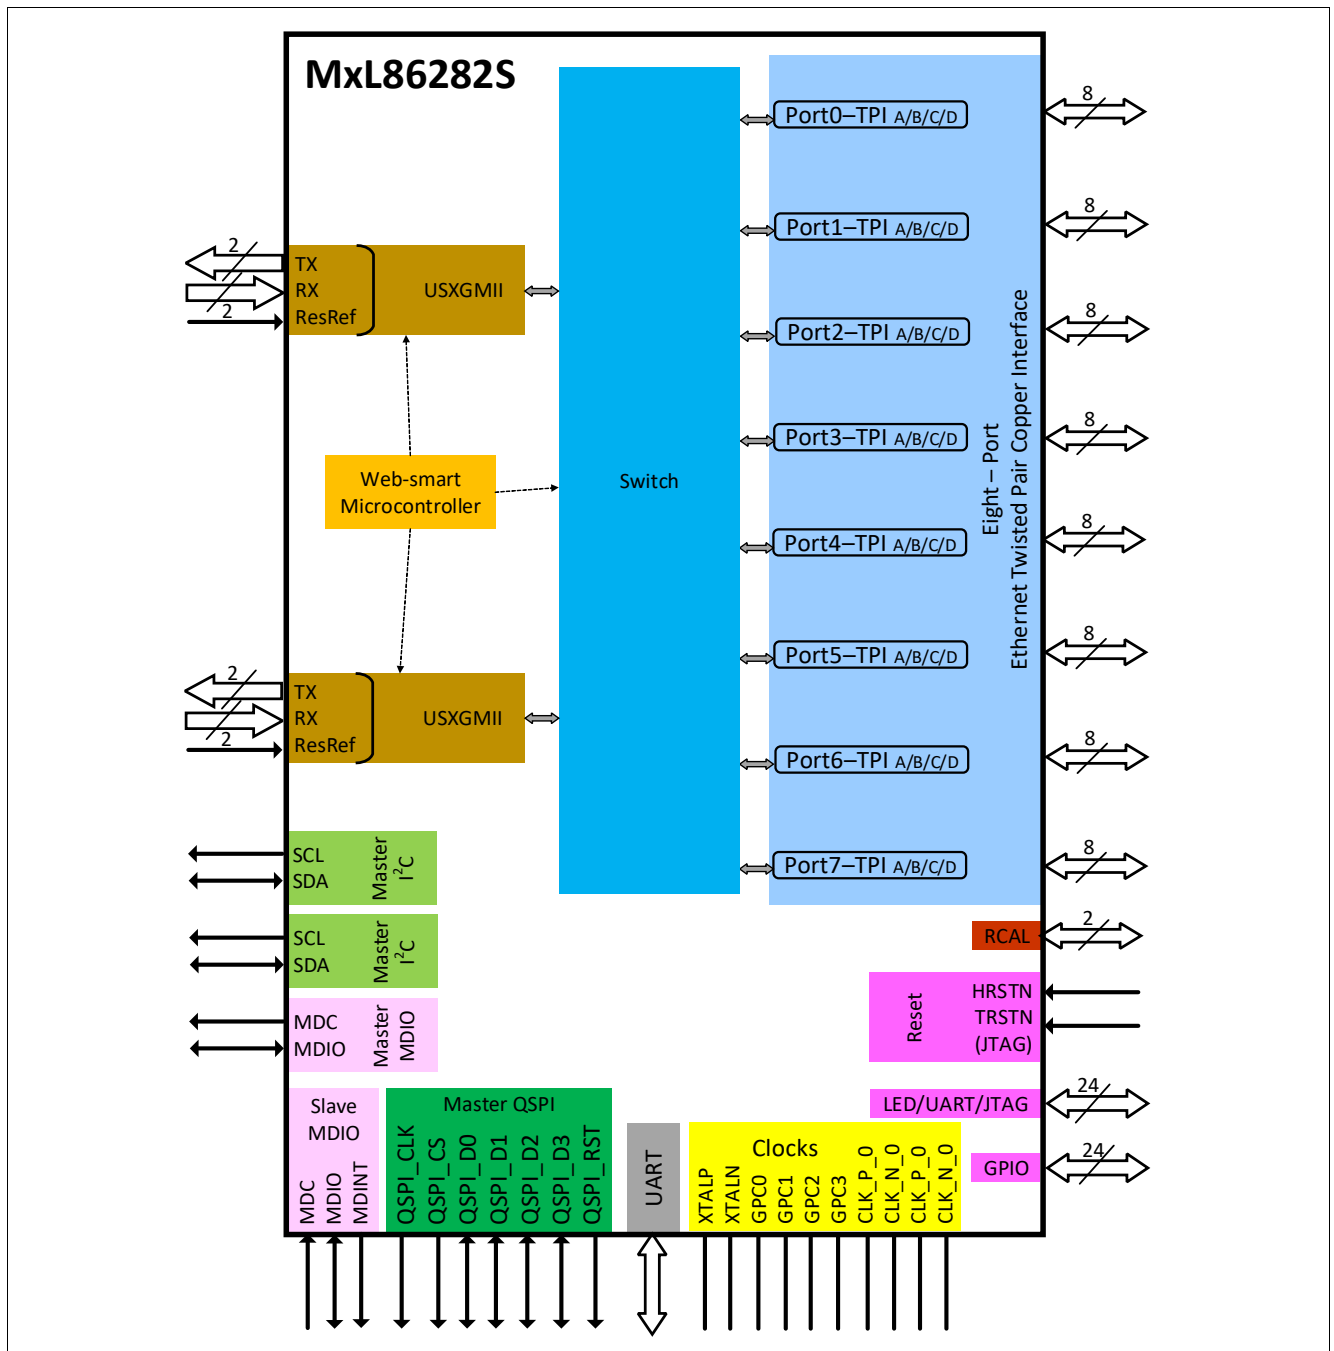 MxL86282S
Port0–TPI A/B/C/D
8
Port1–TPI A/B/C/D
8
Port2–TPI A/B/C/D
8
Port3–TPI A/B/C/D
8
Port4–TPI A/B/C/D
8
Port5–TPI A/B/C/D
8
Port6–TPI A/B/C/D
8
Port7–TPI A/B/C/D
8
Eight – Port
Ethernet Twisted Pair Copper Interface
Switch
2
TX
RX
2
ResRef
USXGMII
Web-smart
Microcontroller
2
TX
RX
2
ResRef
USXGMII
SCL
SDA
Master
I²C
SCL
SDA
Master
I²C
MDC
MDIO
Master
MDIO
RCAL
2
Reset
HRSTN
TRSTN
(JTAG)
LED/UART/JTAG
24
GPIO
24
Slave
MDIO
MDC
MDIO
MDINT
Master QSPI
QSPI_CLK
QSPI_CS
QSPI_D0
QSPI_D1
QSPI_D2
QSPI_D3
QSPI_RST
UART
Clocks
XTALP
XTALN
GPC0
GPC1
GPC2
GPC3
CLK_P_0
CLK_N_0
CLK_P_0
CLK_N_0